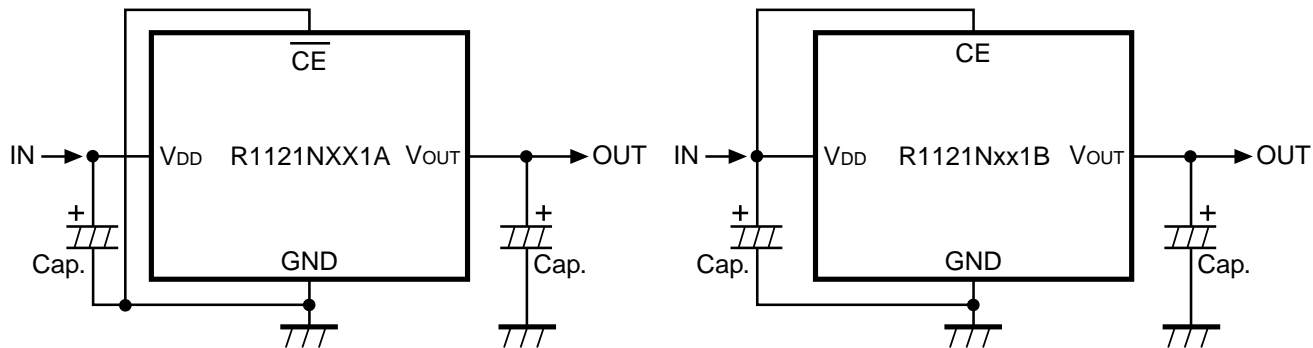 CE
IN
VDD
R1121NXX1A
VOUT
OUT
+
Cap.
GND
+
Cap.
CE
IN
VDD
R1121Nxx1B
VOUT
OUT
+
Cap.
GND
+
Cap.